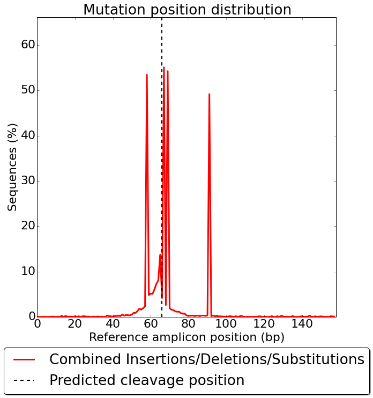 Mutation position distribution
Sequences (%)
60
50
40
30
20
10
0
0 20 40 60 80 100 120 140
Reference amplicon position (bp)
Combined Insertions/Deletions/Substitutions
Predicted cleavage position